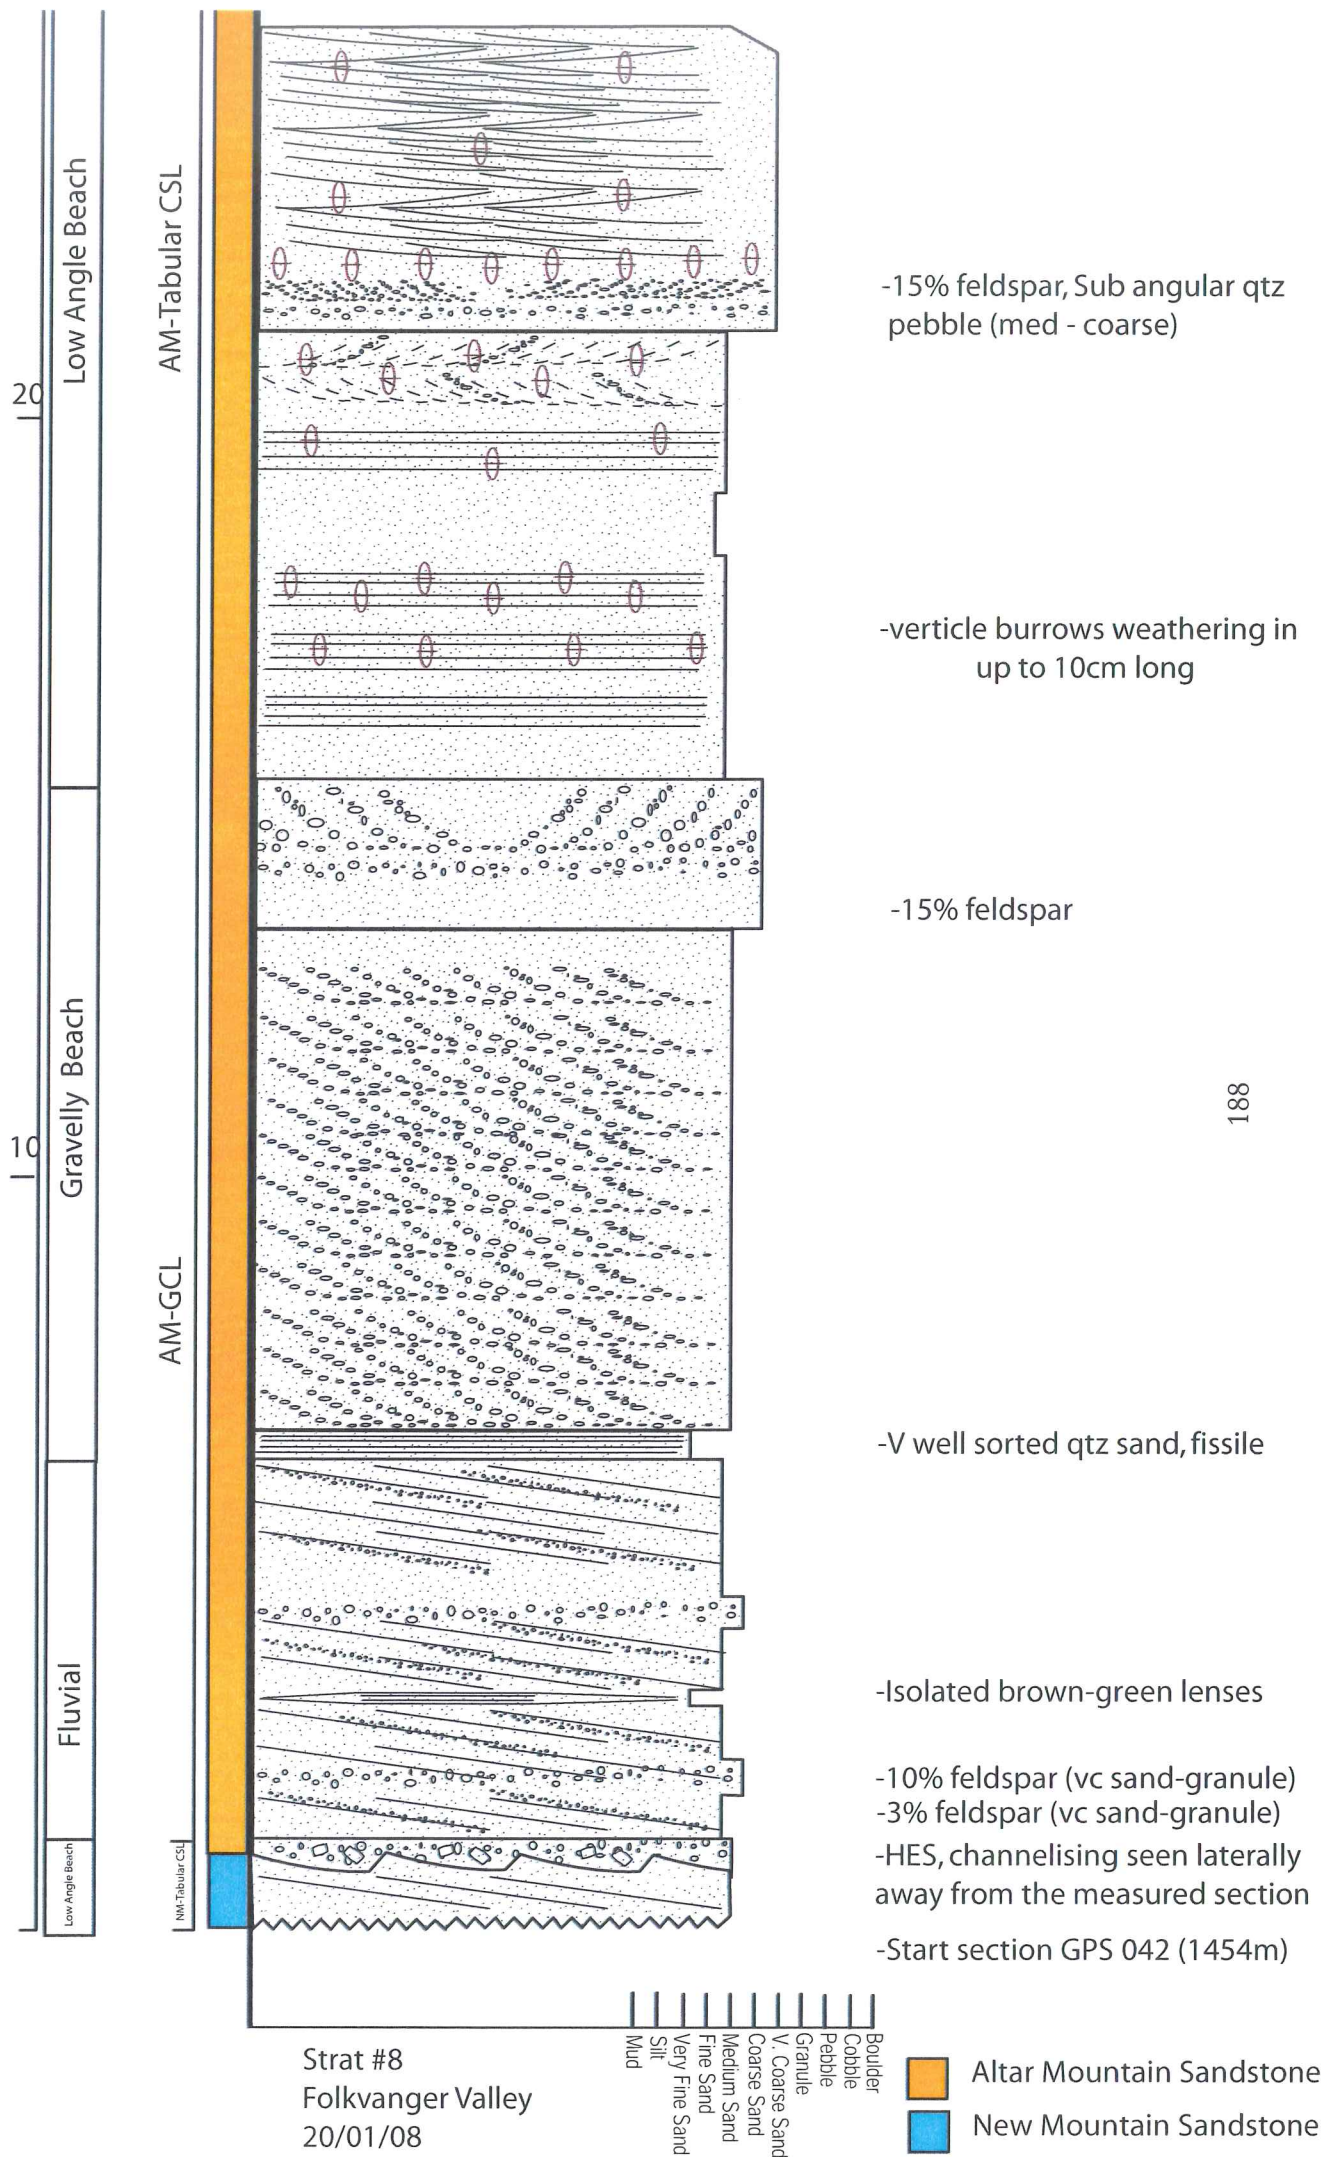 Low Angle Beach
AM-Tabular CSL
20
-15% feldspar, Sub angular qtz
pebble (med - coarse)
-verticle burrows weathering in
up to 10cm long
-15% feldspar
Gravelly Beach
10
188
AM-GCL
-V well sorted qtz sand, fissile
Fluvial
-Isolated brown-green lenses
-10% feldspar (vc sand-granule)
-3% feldspar (vc sand-granule)
Low Angle Beach
NM-Tabular CSL
-HES, channelising seen laterally
away from the measured section
-Start section GPS 042 (1454m)
Mud
Silt
Very Fine Sand
Fine Sand
Medium Sand
Coarse Sand
V. Coarse Sand
Granule
Pebble
Cobble
Boulder
Strat #8
Folkvanger Valley
20/01/08
Altar Mountain Sandstone
New Mountain Sandstone